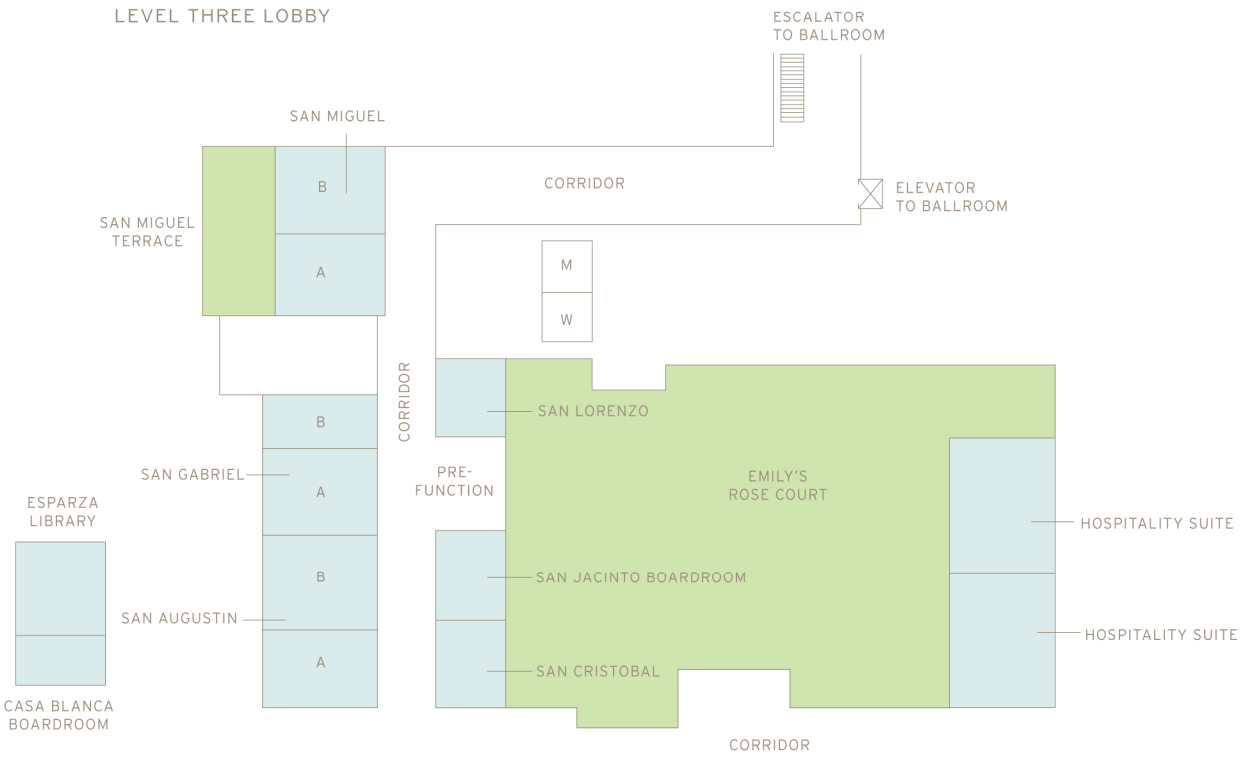 LEVEL THREE LOBBY
ESCALATOR
TO BALLROOM
SAN MIGUEL
B
CORRIDOR
ELEVATOR
TO BALLROOM
SAN MIGUEL
TERRACE
A
M
W
CORRIDOR
SAN LORENZO
B
SAN GABRIEL
A
PRE-
FUNCTION
EMILY'S
ROSE COURT
ESPARZA
LIBRARY
HOSPITALITY SUITE
B
SAN JACINTO BOARDROOM
SAN AUGUSTIN
HOSPITALITY SUITE
A
SAN CRISTOBAL
CASA BLANCA
BOARDROOM
CORRIDOR